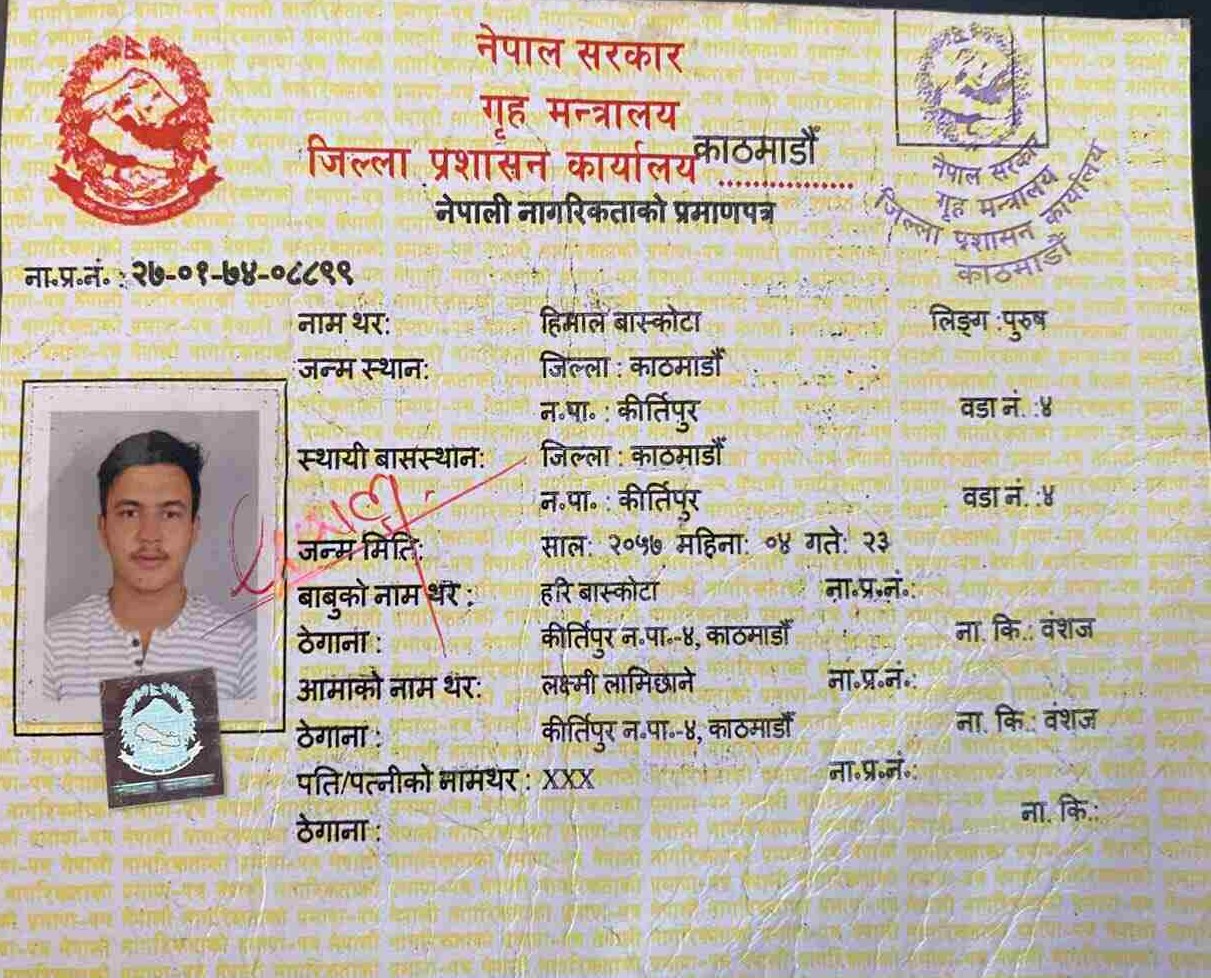 नेपाल सरकार
गृह मन्त्रालय
जिल्ला प्रशासन कार्यालय काठमाडौं
नेपाली नागरिकताको प्रमाणपत्र
नेपाल सरकार
गृह मन्त्रालय
जिल्ला प्रशासन कार्यालय
काठमाडौं
ना.प्र.नं. : २७-०१-७४-०८८९९
नाम थर: हिमाल बास्कोटा लिङ्ग :पुरुष
जन्म स्थान: जिल्ला : काठमाडौं
न.पा. : कीर्तिपुर वडा नं. :४
स्थायी बासस्थान: जिल्ला : काठमाडौं
न.पा. : कीर्तिपुर वडा नं. :४
जन्म मिति: साल: २०५७ महिना: ०४ गते: २३
बाबुको नाम थर : हरि बास्कोटा ना.प्र.नं.:
ठेगाना : कीर्तिपुर न.पा.-४, काठमाडौं ना. कि.: वंशज
आमाको नाम थर: लक्ष्मी लामिछाने ना.प्र.नं.:
ठेगाना : कीर्तिपुर न.पा.-४, काठमाडौं ना. कि.: वंशज
पति/पत्नीको नामथर : XXX ना.प्र.नं.:
ठेगाना : ना. कि.: